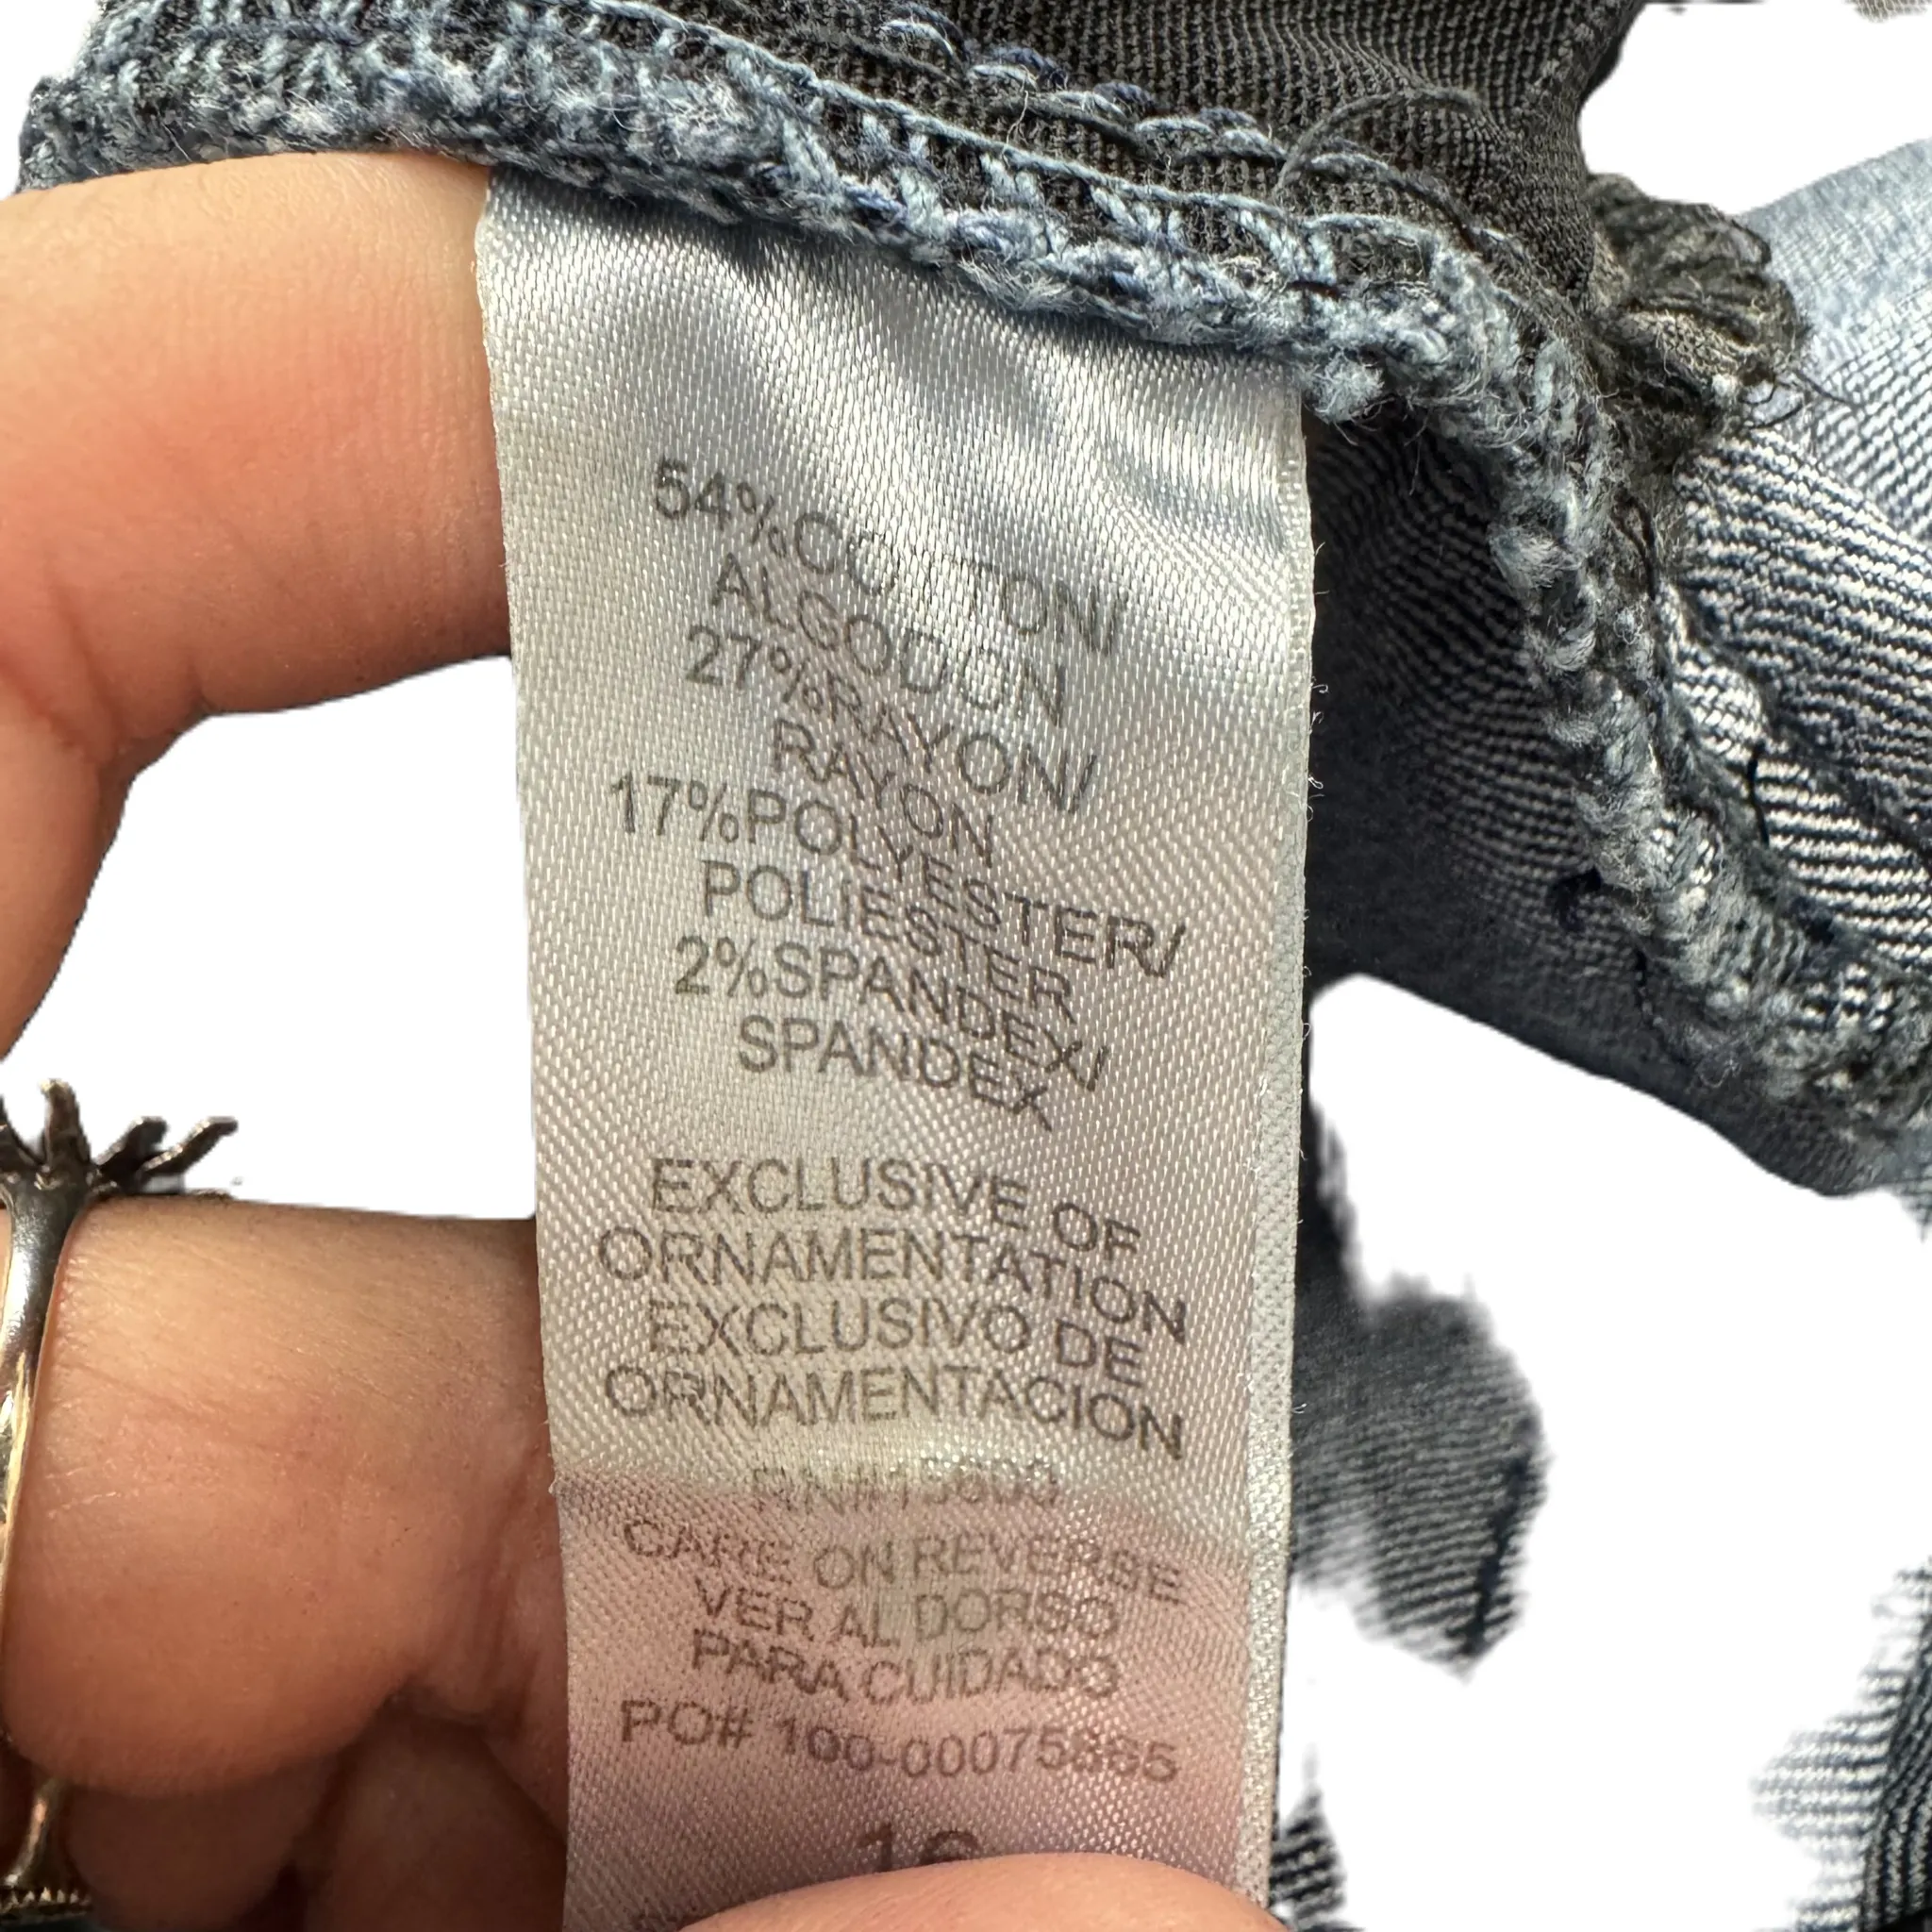 54%COTTON/
ALGODON
27%RAYON/
RAYON
17%POLYESTER/
POLIESTER
2%SPANDEX/
SPANDEX
EXCLUSIVE OF
ORNAMENTATION
EXCLUSIVO DE
ORNAMENTACION
CARE ON REVERSE
VER AL DORSO
PARA CUIDADO
PO#